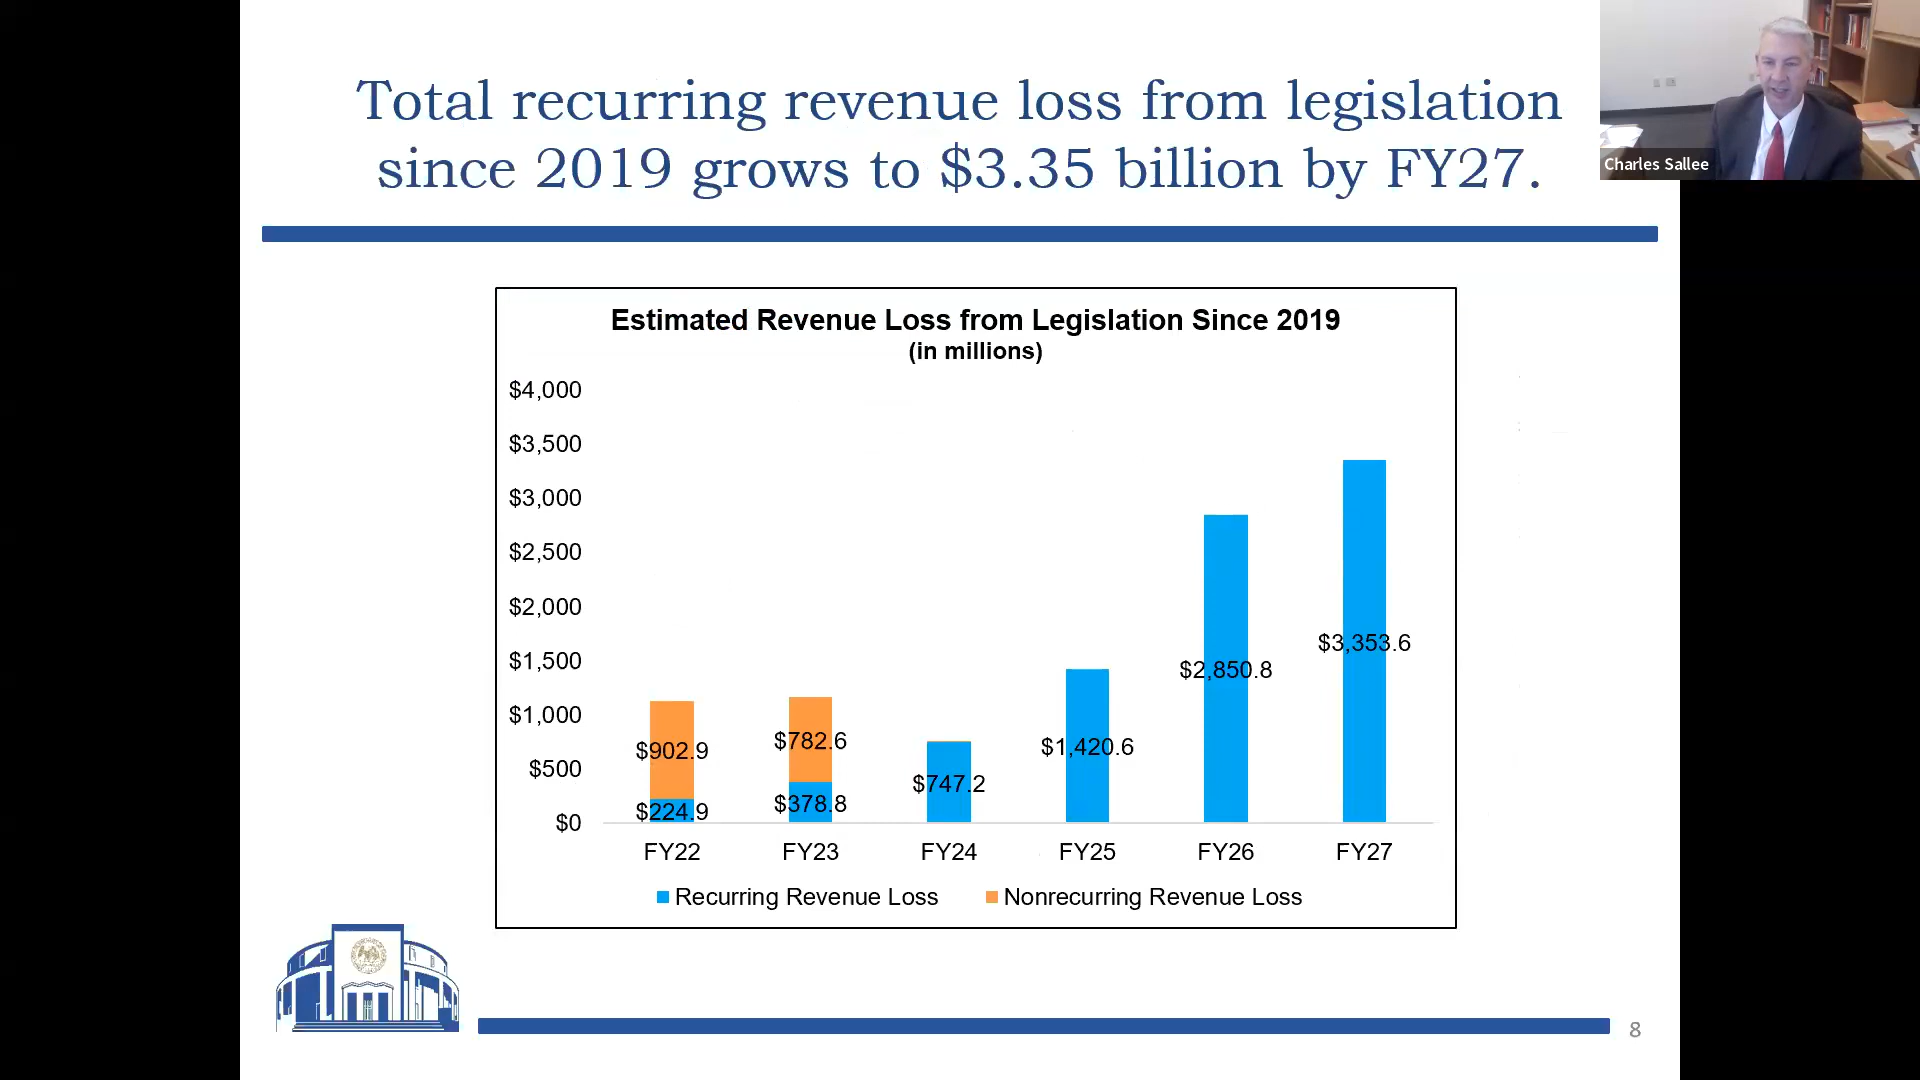 Total recurring revenue loss from legislation
since 2019 grows to $3.35 billion by FY27.
Charles Sallee
Estimated Revenue Loss from Legislation Since 2019
(in millions)
$4,000
$3,500
$3,000
$2,500
$2,000
$1,500
$1,000
$500
$0
$902.9
$224.9
$782.6
$378.8
$747.2
$1,420.6
$2,850.8
$3,353.6
FY22 FY23 FY24 FY25 FY26 FY27
Recurring Revenue Loss Nonrecurring Revenue Loss
8